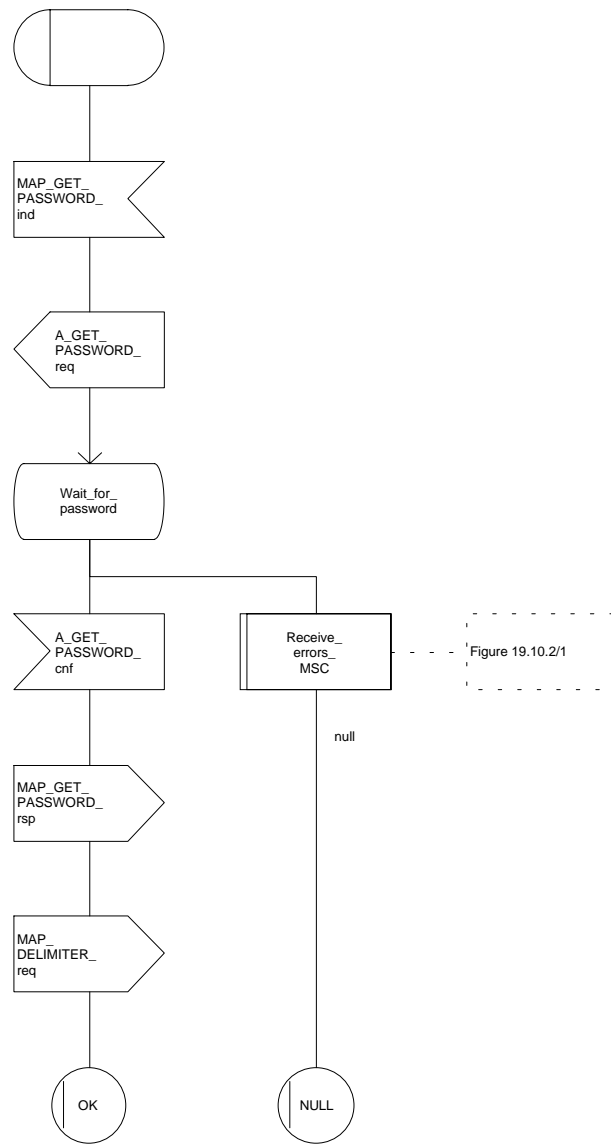 MAP_GET_
PASSWORD_
ind
A_GET_
PASSWORD_
req
Wait_for_
password
A_GET_
PASSWORD_
cnf
Receive_
errors_
MSC
Figure 19.10.2/1
null
MAP_GET_
PASSWORD_
rsp
MAP_
DELIMITER_
req
OK
NULL